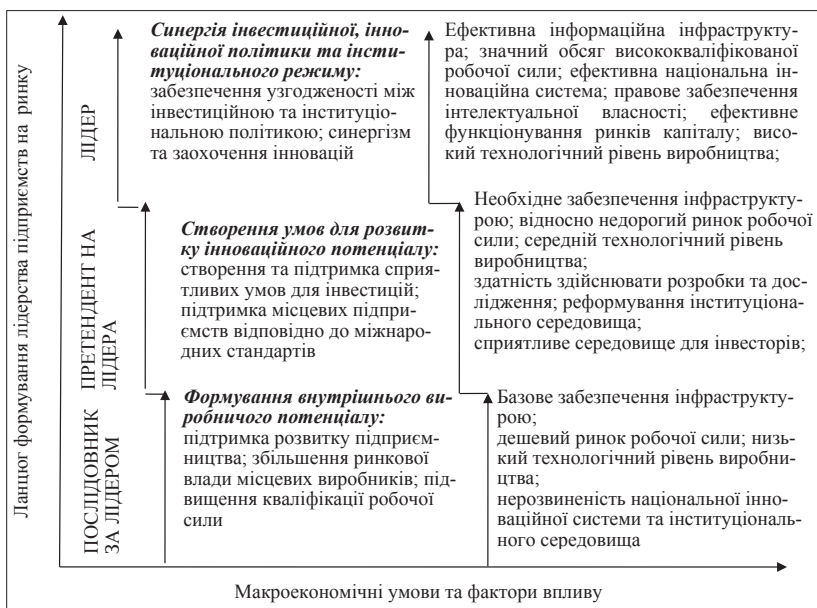 Ланцюг формування лідерства підприємств на ринку
ЛІДЕР
Синергія інвестиційної, інно-
ваційної політики та інсти-
туціонального режиму:
забезпечення узгодженості між
інвестиційною та інституці-
ональною політикою; синергізм
та заохочення інновацій
Ефективна інформаційна інфраструкту-
ра; значний обсяг висококваліфікованої
робочої сили; ефективна національна ін-
новаційна система; правове забезпечення
інтелектуальної власності; ефективне
функціонування ринків капіталу; висо-
кий технологічний рівень виробництва;
ПРЕТЕНДЕНТ НА
ЛІДЕРА
Створення умов для розвит-
ку інноваційного потенціалу:
створення та підтримка сприя-
тливих умов для інвестицій;
підтримка місцевих підпри-
ємств відповідно до міжнаро-
дних стандартів
Необхідне забезпечення інфраструкту-
рою; відносно недорогий ринок робочої
сили; середній технологічний рівень
виробництва;
здатність здійснювати розробки та дос-
лідження; реформування інституціона-
льного середовища;
сприятливе середовище для інвесторів;
ПОСЛІДОВНИК
ЗА ЛІДЕРОМ
Формування внутрішнього ви-
робничого потенціалу:
підтримка розвитку підприєм-
ництва; збільшення ринкової
влади місцевих виробників; під-
вищення кваліфікації робочої
сили
Базове забезпечення інфраструкту-
рою;
дешевий ринок робочої сили; низь-
кий технологічний рівень виробни-
цтва;
нерозвиненість національної інно-
ваційної системи та інституціональ-
ного середовища
Макроекономічні умови та фактори впливу